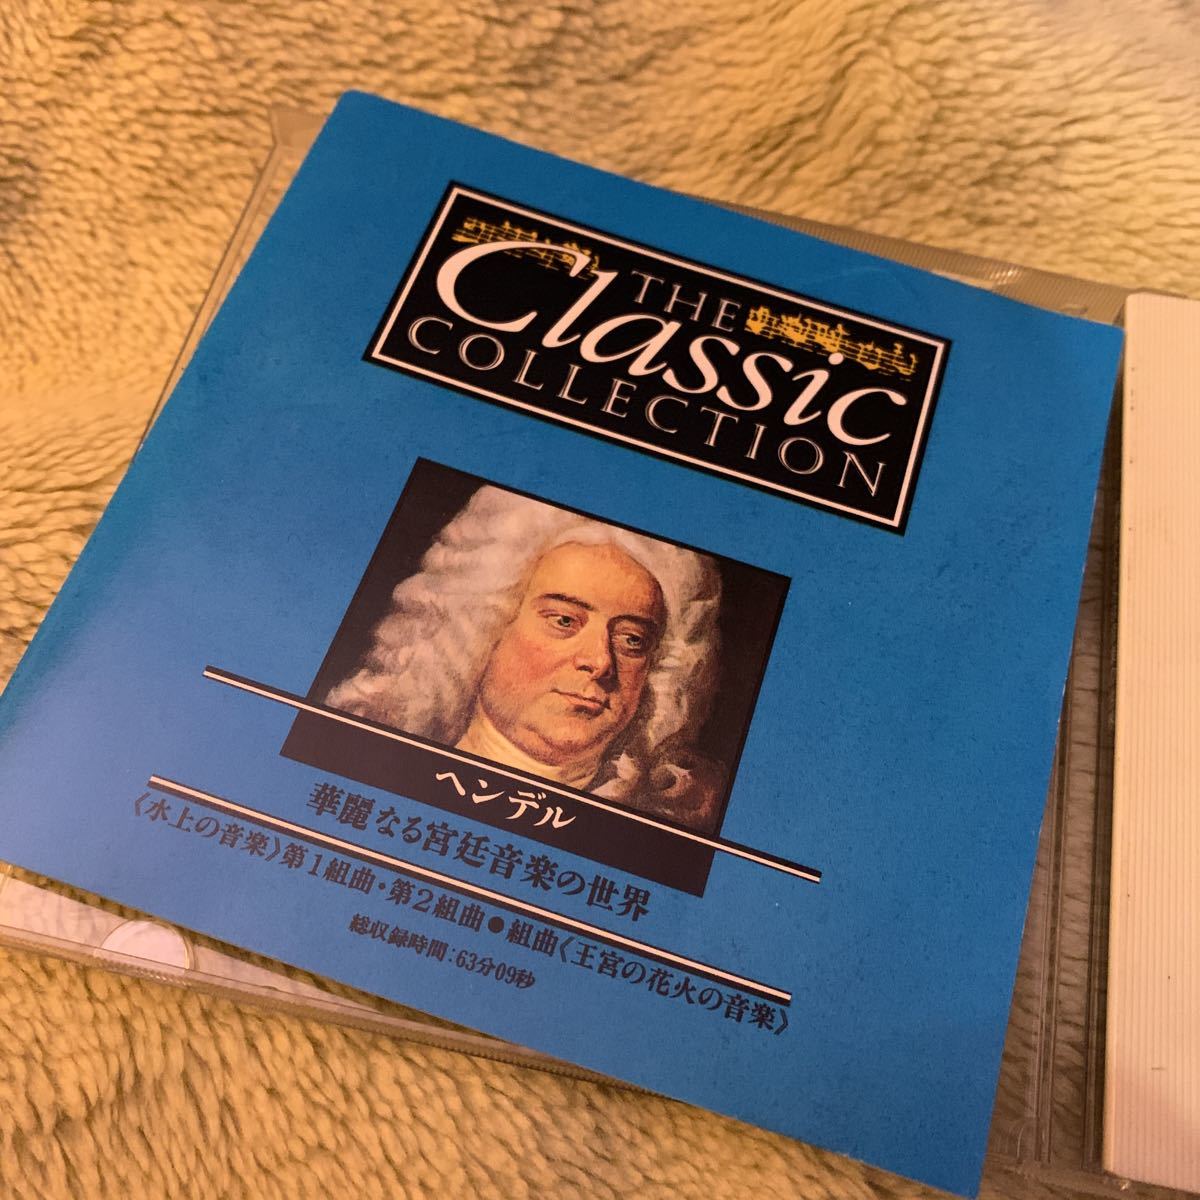 THE
Classic
COLLECTION
ヘンデル
華麗なる宮廷音楽の世界
〈水上の音楽〉第1組曲・第2組曲●組曲〈王宮の花火の音楽〉
総収録時間:63分09秒